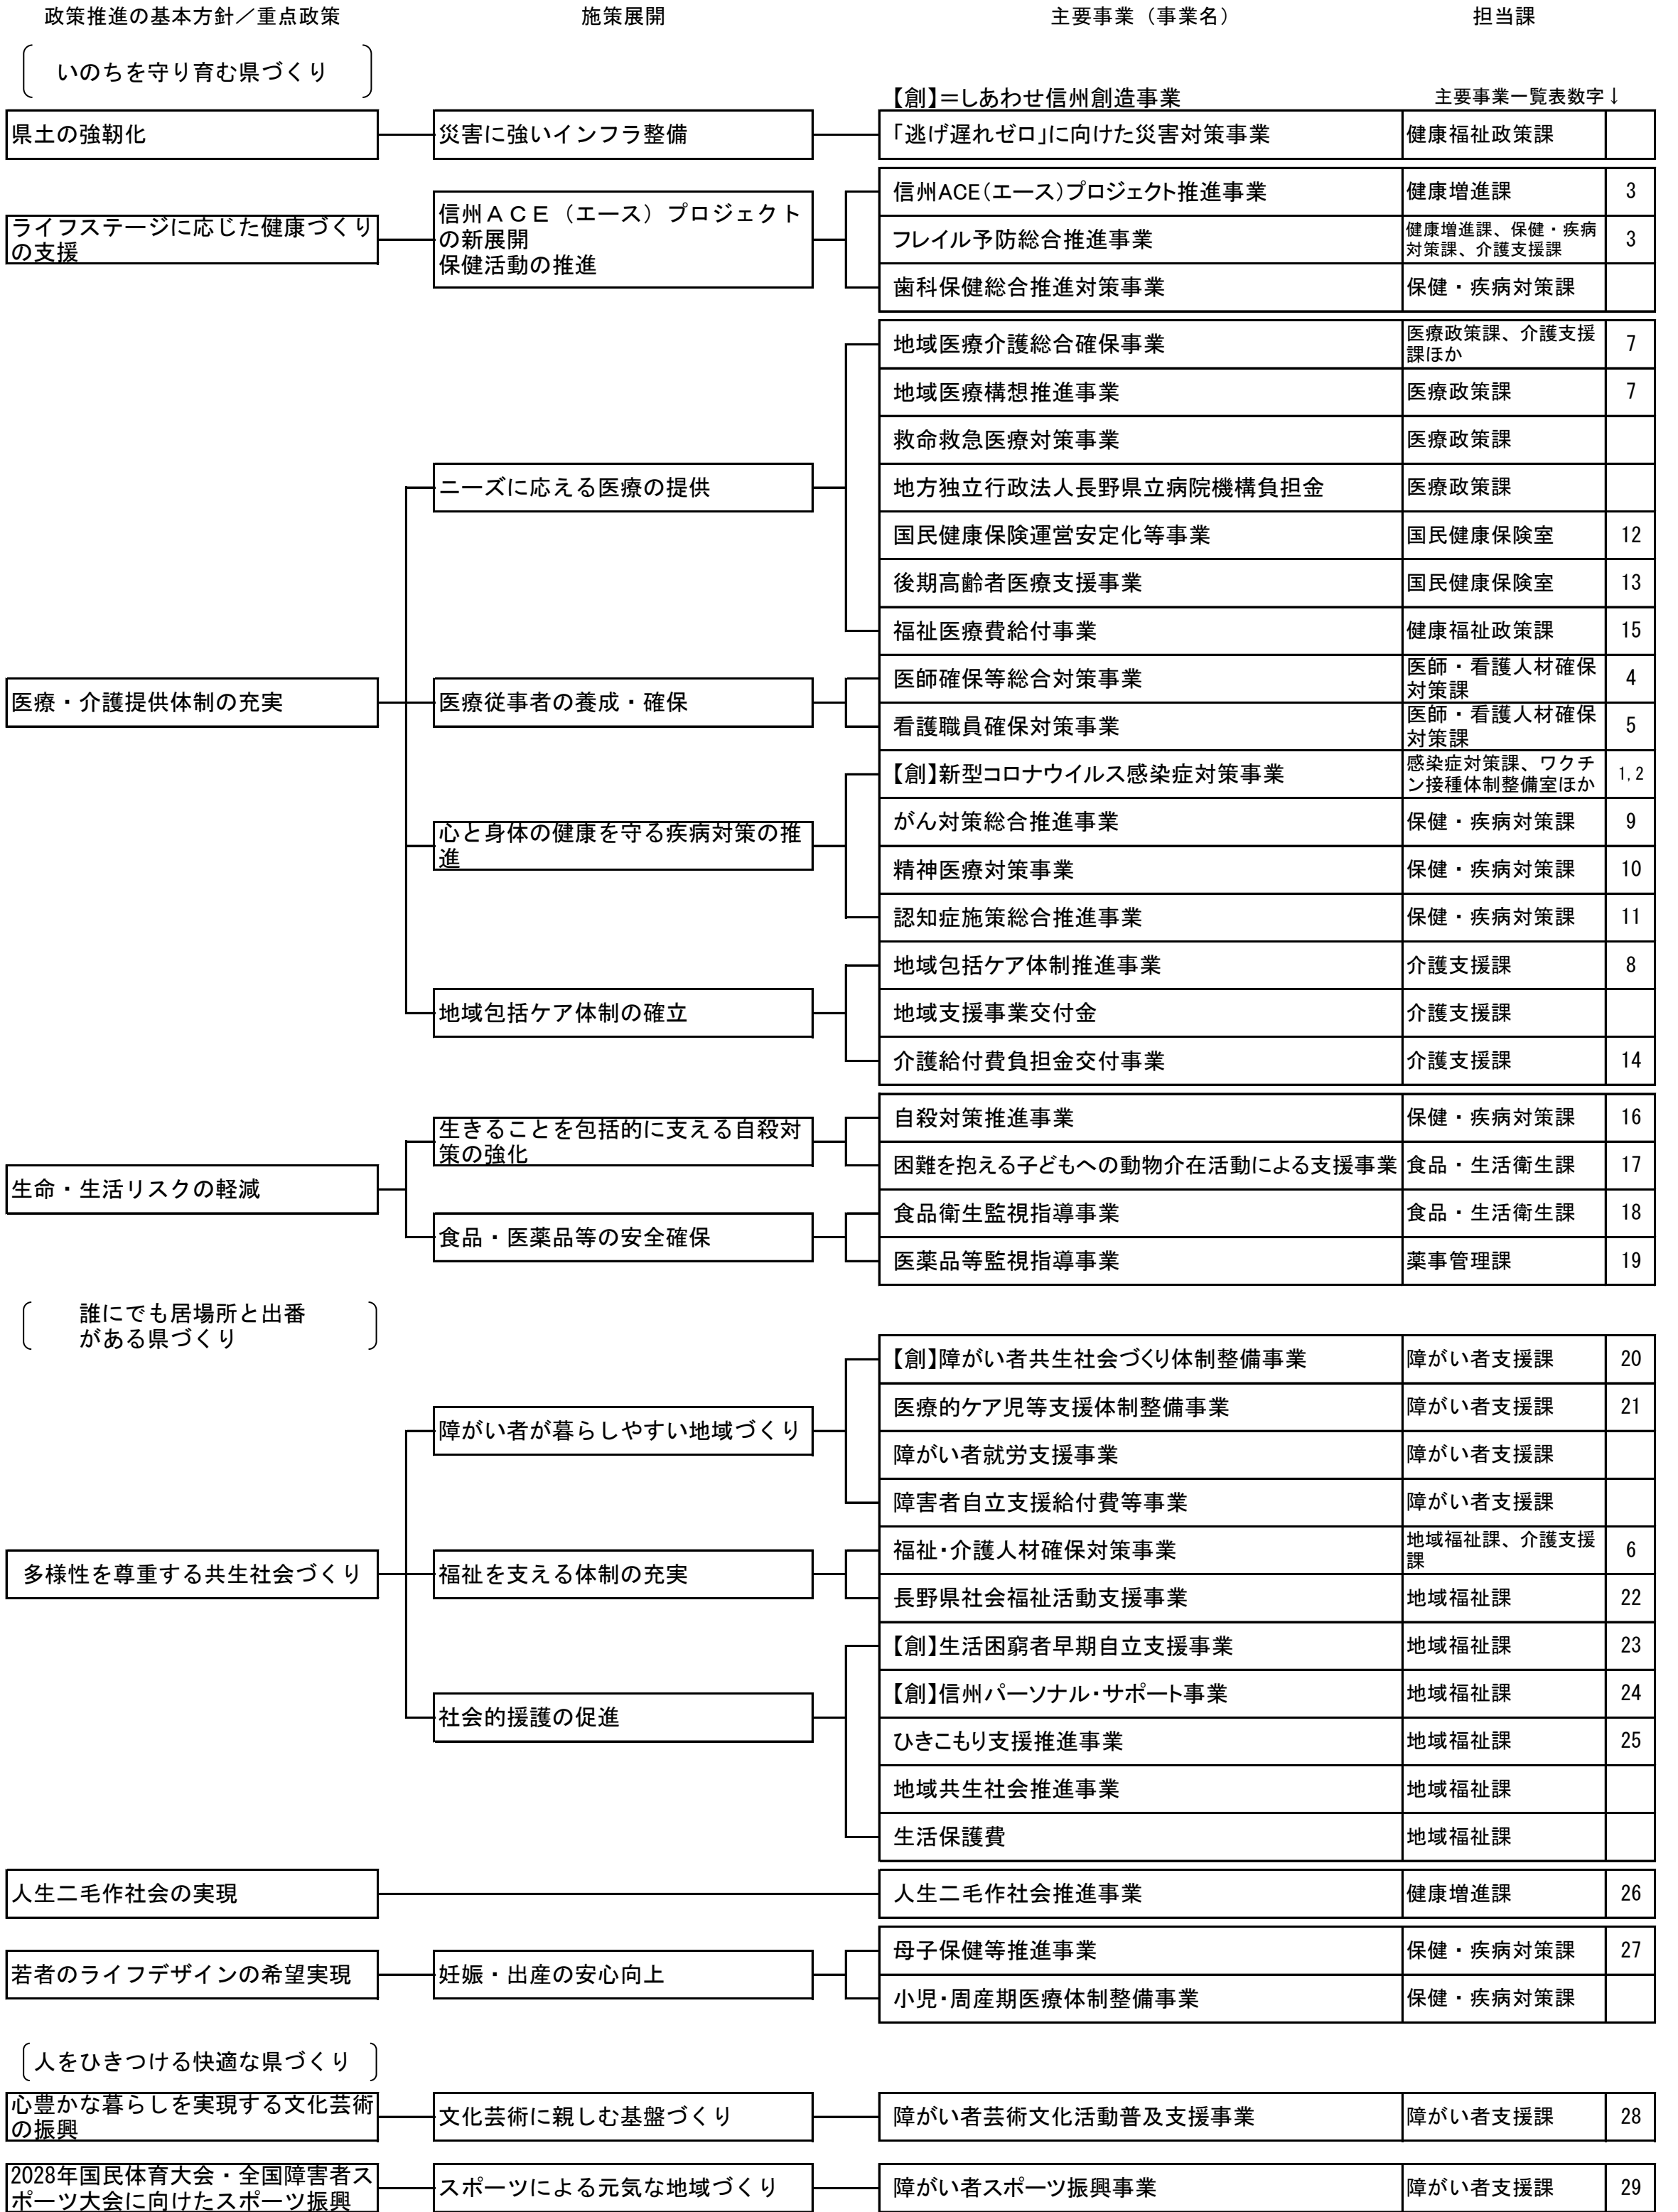 政策推進の基本方針／重点政策
施策展開
主要事業（事業名）
担当課
いのちを守り育む県づくり
【創】＝しあわせ信州創造事業
主要事業一覧表数字↓
県土の強靭化
災害に強いインフラ整備
「逃げ遅れゼロ」に向けた災害対策事業
健康福祉政策課
ライフステージに応じた健康づくり
の支援
信州ＡＣＥ（エース）プロジェクト
の新展開
保健活動の推進
信州ACE（エース）プロジェクト推進事業
健康増進課
3
フレイル予防総合推進事業
健康増進課、保健・疾病
対策課、介護支援課
3
歯科保健総合推進対策事業
保健・疾病対策課
医療・介護提供体制の充実
ニーズに応える医療の提供
地域医療介護総合確保事業
医療政策課、介護支援
課ほか
7
地域医療構想推進事業
医療政策課
7
救命救急医療対策事業
医療政策課
地方独立行政法人長野県立病院機構負担金
医療政策課
国民健康保険運営安定化等事業
国民健康保険室
12
後期高齢者医療支援事業
国民健康保険室
13
福祉医療費給付事業
健康福祉政策課
15
医療従事者の養成・確保
医師確保等総合対策事業
医師・看護人材確保
対策課
4
看護職員確保対策事業
医師・看護人材確保
対策課
5
心と身体の健康を守る疾病対策の推
進
【創】新型コロナウイルス感染症対策事業
感染症対策課、ワクチ
ン接種体制整備室ほか
1,2
がん対策総合推進事業
保健・疾病対策課
9
精神医療対策事業
保健・疾病対策課
10
認知症施策総合推進事業
保健・疾病対策課
11
地域包括ケア体制の確立
地域包括ケア体制推進事業
介護支援課
8
地域支援事業交付金
介護支援課
介護給付費負担金交付事業
介護支援課
14
生命・生活リスクの軽減
生きることを包括的に支える自殺対
策の強化
自殺対策推進事業
保健・疾病対策課
16
困難を抱える子どもへの動物介在活動による支援事業
食品・生活衛生課
17
食品・医薬品等の安全確保
食品衛生監視指導事業
食品・生活衛生課
18
医薬品等監視指導事業
薬事管理課
19
誰にでも居場所と出番
がある県づくり
多様性を尊重する共生社会づくり
障がい者が暮らしやすい地域づくり
【創】障がい者共生社会づくり体制整備事業
障がい者支援課
20
医療的ケア児等支援体制整備事業
障がい者支援課
21
障がい者就労支援事業
障がい者支援課
障害者自立支援給付費等事業
障がい者支援課
福祉を支える体制の充実
福祉・介護人材確保対策事業
地域福祉課、介護支援
課
6
長野県社会福祉活動支援事業
地域福祉課
22
社会的援護の促進
【創】生活困窮者早期自立支援事業
地域福祉課
23
【創】信州パーソナル・サポート事業
地域福祉課
24
ひきこもり支援推進事業
地域福祉課
25
地域共生社会推進事業
地域福祉課
生活保護費
地域福祉課
人生二毛作社会の実現
人生二毛作社会推進事業
健康増進課
26
若者のライフデザインの希望実現
妊娠・出産の安心向上
母子保健等推進事業
保健・疾病対策課
27
小児・周産期医療体制整備事業
保健・疾病対策課
人をひきつける快適な県づくり
心豊かな暮らしを実現する文化芸術
の振興
文化芸術に親しむ基盤づくり
障がい者芸術文化活動普及支援事業
障がい者支援課
28
2028年国民体育大会・全国障害者ス
ポーツ大会に向けたスポーツ振興
スポーツによる元気な地域づくり
障がい者スポーツ振興事業
障がい者支援課
29